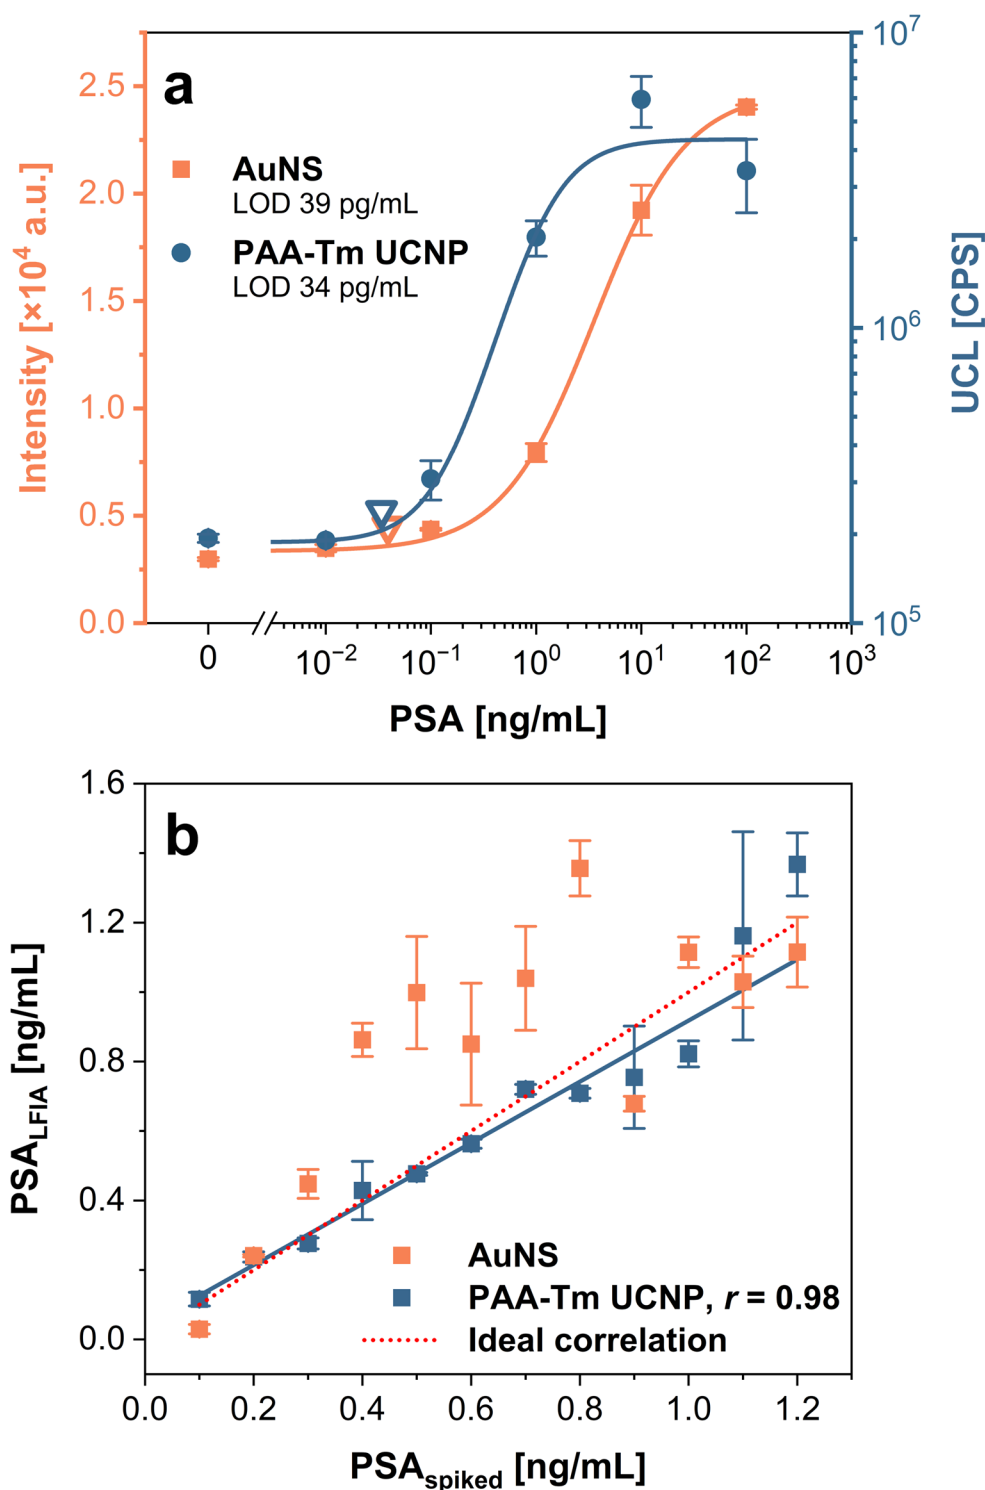 a
2.5
2.0
1.5
1.0
0.5
0.0
Intensity [×10⁴ a.u.]
AuNS
LOD 39 pg/mL
PAA-Tm UCNP
LOD 34 pg/mL
10⁷
10⁶
10⁵
UCL [CPS]
0 10⁻² 10⁻¹ 10⁰ 10¹ 10² 10³
PSA [ng/mL]
b
1.6
1.2
0.8
0.4
0.0
PSA_LFIA [ng/mL]
AuNS
PAA-Tm UCNP, r = 0.98
Ideal correlation
0.0 0.2 0.4 0.6 0.8 1.0 1.2
PSA_spiked [ng/mL]